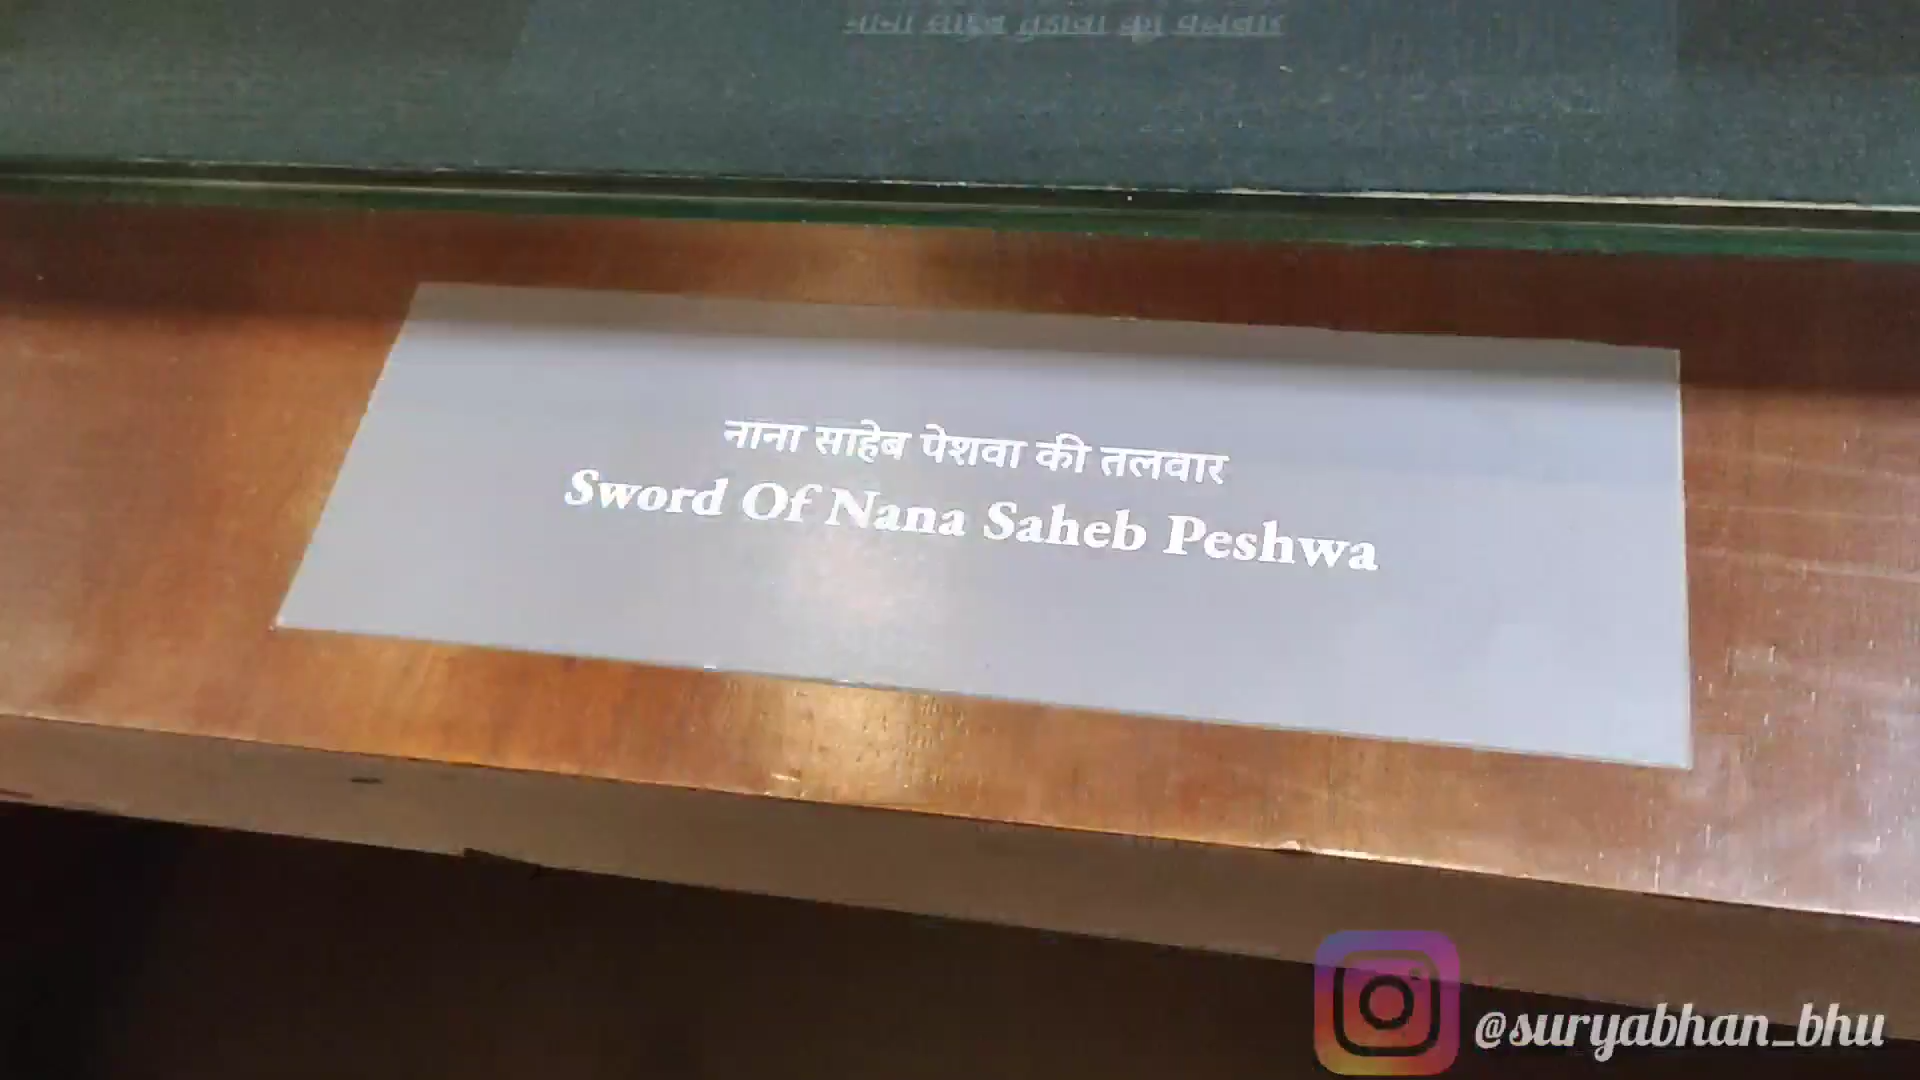 नाना साहेब पेशवा की तलवार
Sword Of Nana Saheb Peshwa
@suryabhan_bhu